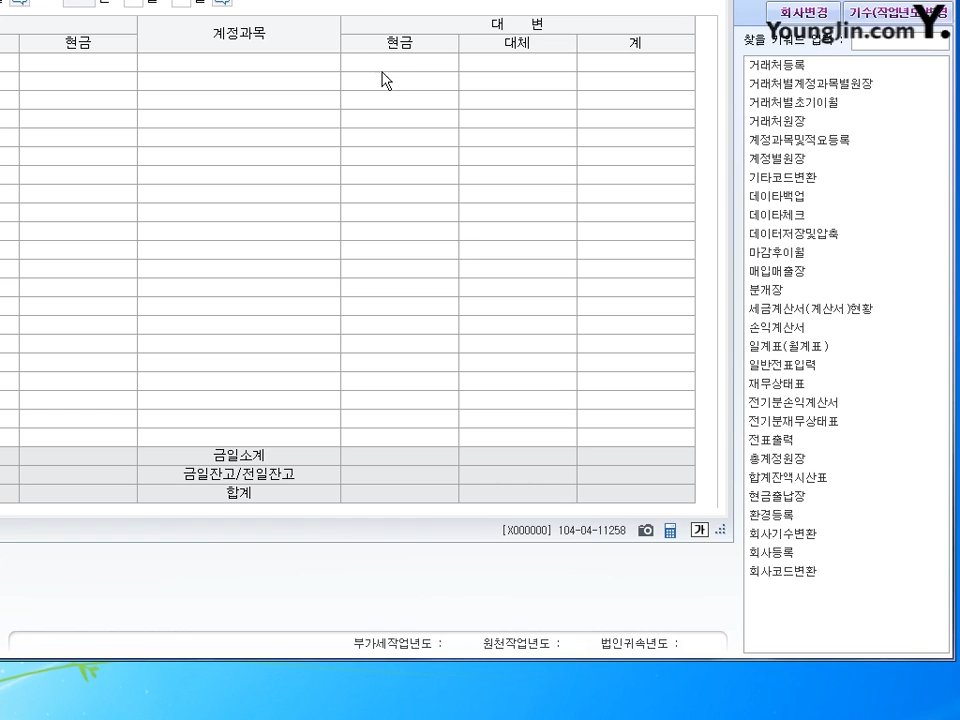 회사변경 기수(작업년도)변경
YoungJin.com Y.
찾을 키워드 입력 :
계정과목 대 변
현금 현금 대체 계
거래처등록
거래처별계정과목별원장
거래처별초기이월
거래처원장
계정과목및적요등록
계정별원장
기타코드변환
데이타백업
데이타체크
데이터저장및압축
마감후이월
매입매출장
분개장
세금계산서(계산서)현황
손익계산서
일계표(월계표)
일반전표입력
재무상태표
전기분손익계산서
전기분재무상태표
전표출력
총계정원장
합계잔액시산표
현금출납장
환경등록
회사기수변환
회사등록
회사코드변환
금일소계
금일잔고/전일잔고
합계
[X000000] 104-04-11258 가
부가세작업년도 : 원천작업년도 : 법인귀속년도 :